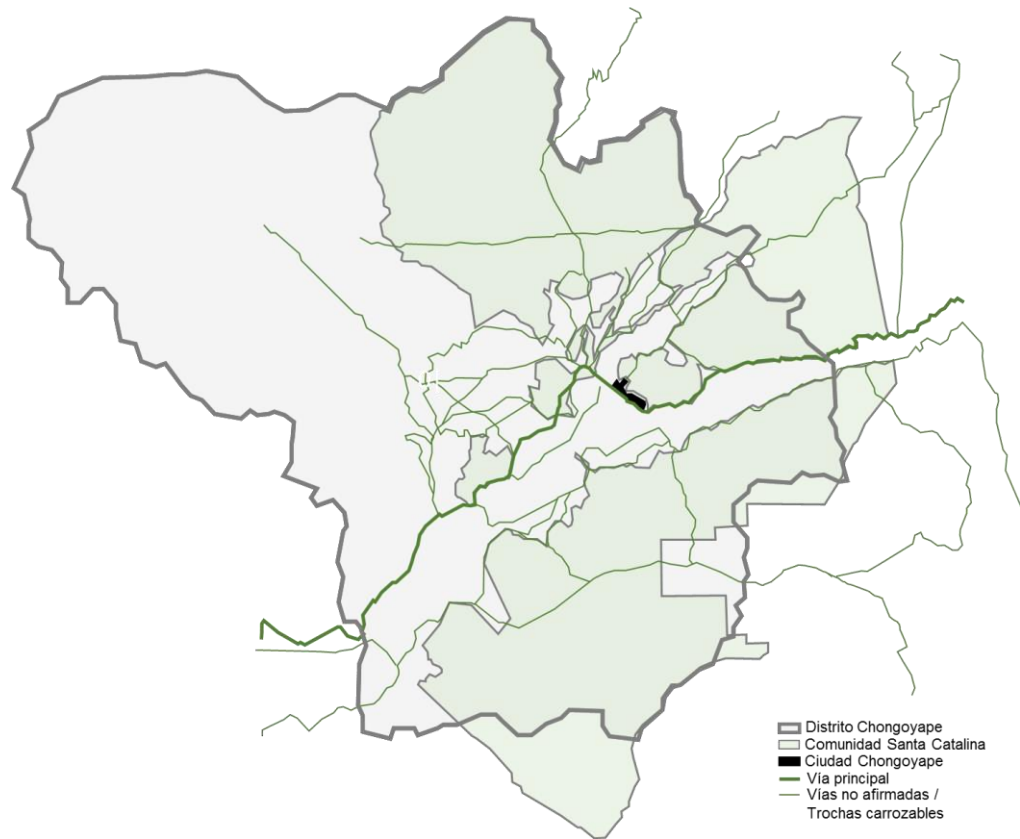 Distrito Chongoyape
Comunidad Santa Catalina
Ciudad Chongoyape
Vía principal
Vías no afirmadas /
Trochas carrozables